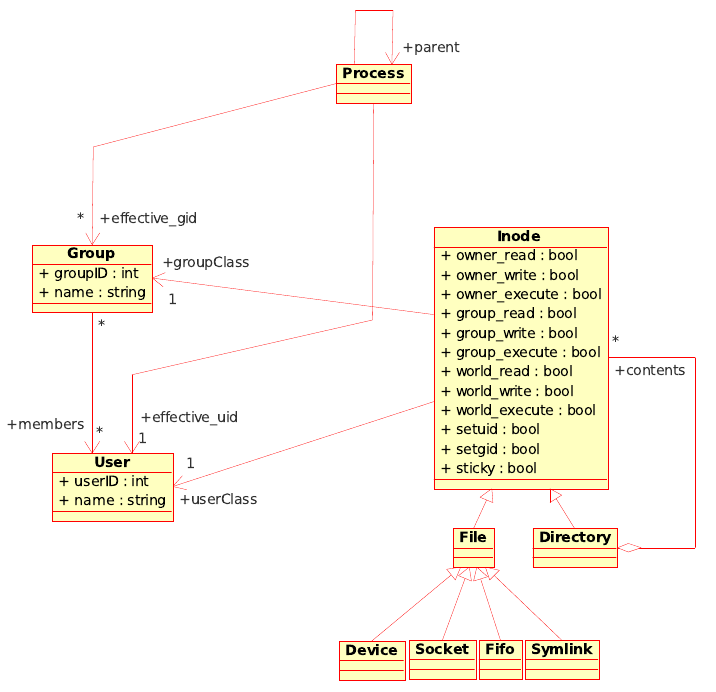 +parent
Process
* +effective_gid
Group
+ groupID : int
+ name : string
+groupClass
1
*
Inode
+ owner_read : bool
+ owner_write : bool
+ owner_execute : bool
+ group_read : bool
+ group_write : bool
+ group_execute : bool
+ world_read : bool
+ world_write : bool
+ world_execute : bool
+ setuid : bool
+ setgid : bool
+ sticky : bool
*
+contents
+members *
+effective_uid
1
User
+ userID : int
+ name : string
1
+userClass
File
Directory
Device
Socket
Fifo
Symlink